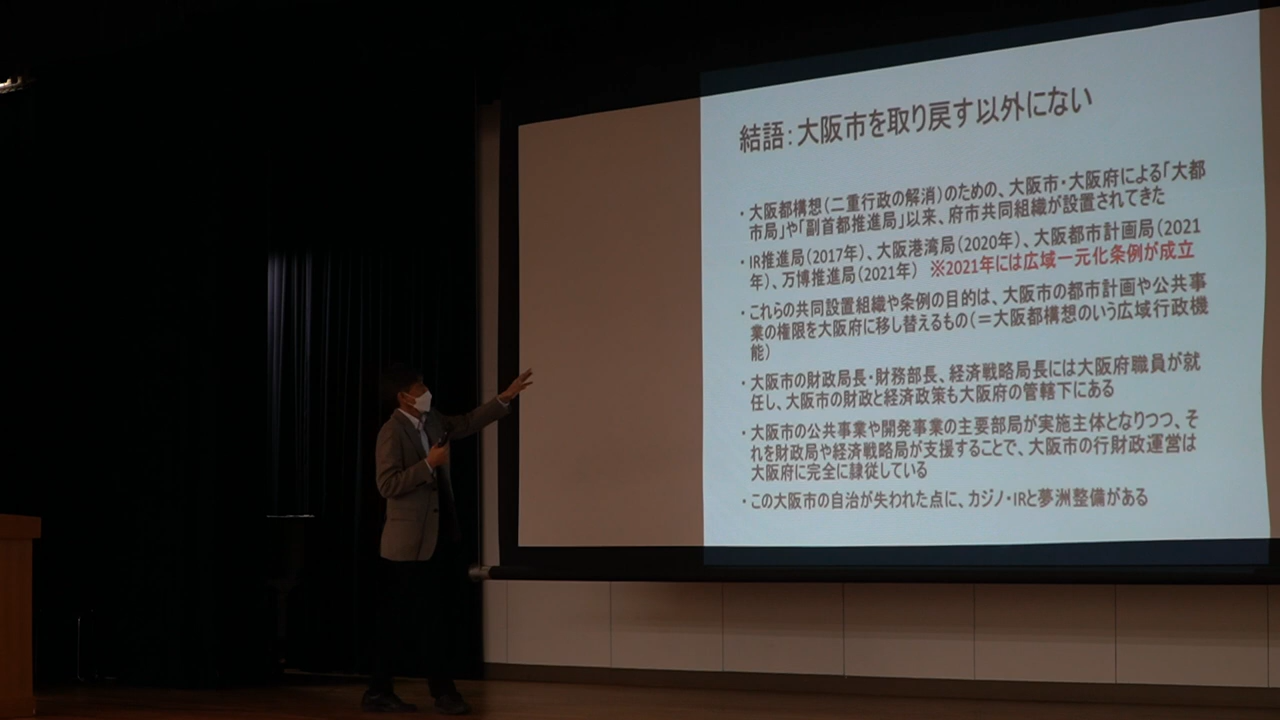 結語：大阪市を取り戻す以外にない
・大阪都構想（二重行政の解消）のための、大阪市・大阪府による「大都
市局」や「副首都推進局」以来、府市共同組織が設置されてきた
・IR推進局（2017年）、大阪港湾局（2020年）、大阪都市計画局（2021
年）、万博推進局（2021年） ※2021年には広域一元化条例が成立
・これらの共同設置組織や条例の目的は、大阪市の都市計画や公共事
業の権限を大阪府に移し替えるもの（＝大阪都構想のいう広域行政機
能）
・大阪市の財政局長・財務部長、経済戦略局長には大阪府職員が就
任し、大阪市の財政と経済政策も大阪府の管轄下にある
・大阪市の公共事業や開発事業の主要部局が実施主体となりつつ、そ
れを財政局や経済戦略局が支援することで、大阪市の行財政運営は
大阪府に完全に隷従している
・この大阪市の自治が失われた点に、カジノ・IRと夢洲整備がある